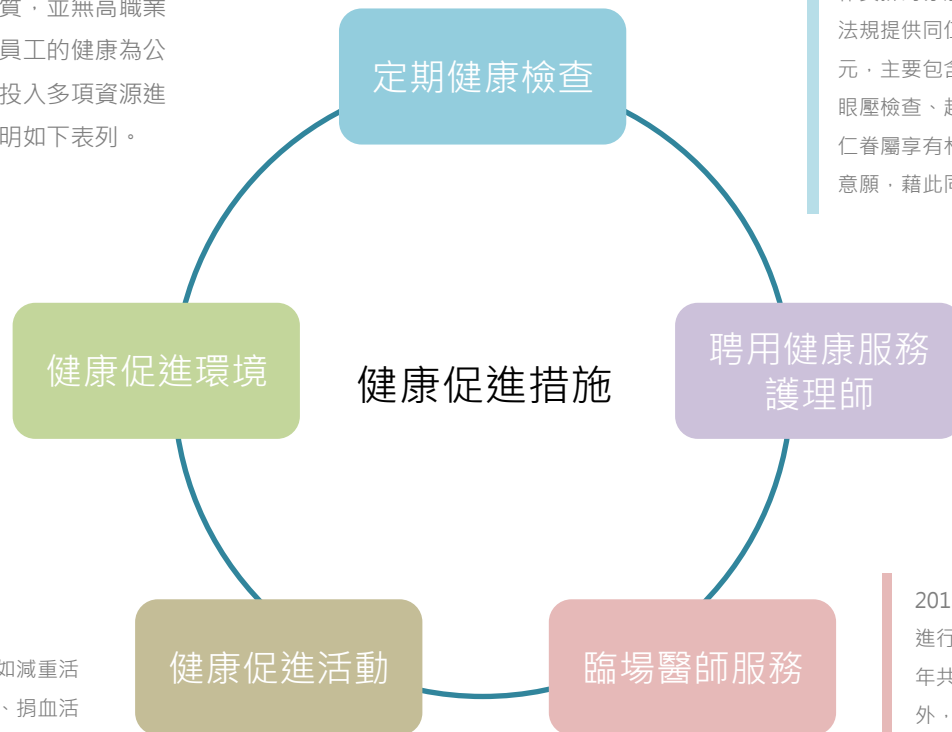 質，並無高職業
員工的健康為公
投入多項資源進
明如下表列。
法規提供同
元，主要包含
眼壓檢查、
仁眷屬享有
意願，藉此同
定期健康檢查
健康促進環境
健康促進措施
聘用健康服務
護理師
健康促進活動
臨場醫師服務
如減重活
、捐血活
201
進行
年共
外，